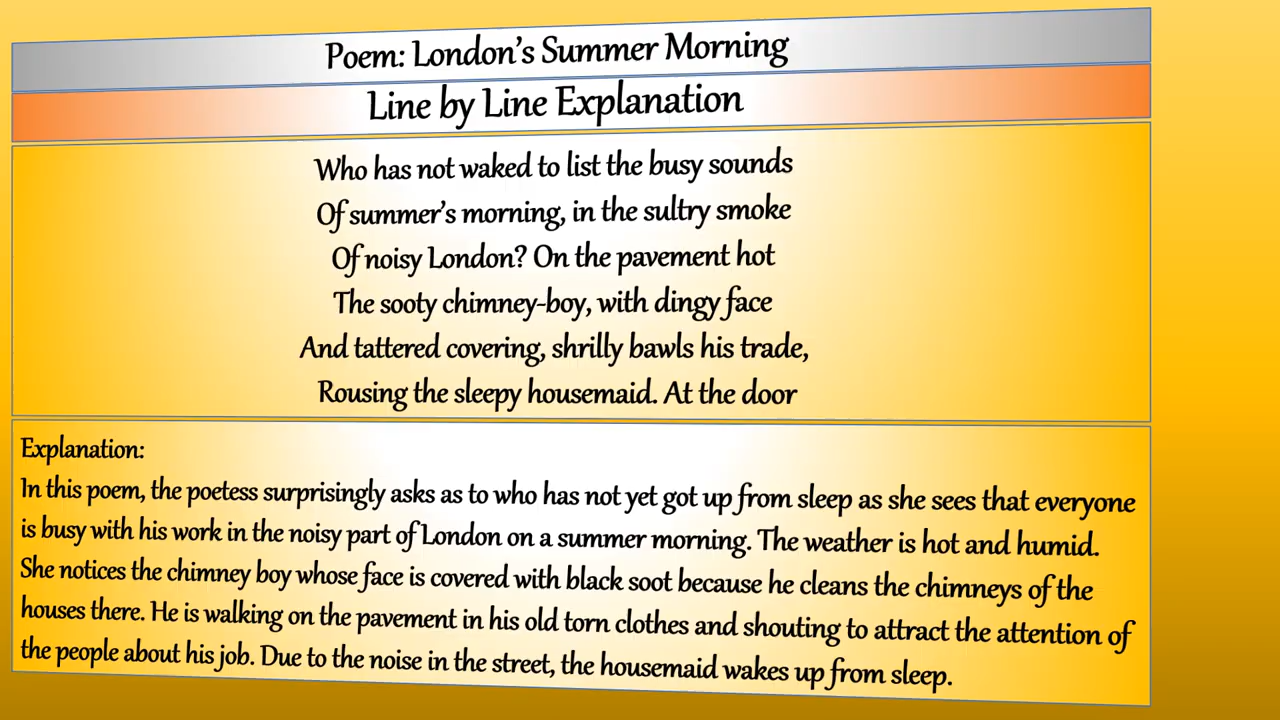 Poem: London's Summer Morning
Line by Line Explanation
Who has not waked to list the busy sounds
Of summer's morning, in the sultry smoke
Of noisy London? On the pavement hot
The sooty chimney-boy, with dingy face
And tattered covering, shrilly bawls his trade,
Rousing the sleepy housemaid. At the door
Explanation:
In this poem, the poetess surprisingly asks as to who has not yet got up from sleep as she sees that everyone
is busy with his work in the noisy part of London on a summer morning. The weather is hot and humid.
She notices the chimney boy whose face is covered with black soot because he cleans the chimneys of the
houses there. He is walking on the pavement in his old torn clothes and shouting to attract the attention of
the people about his job. Due to the noise in the street, the housemaid wakes up from sleep.